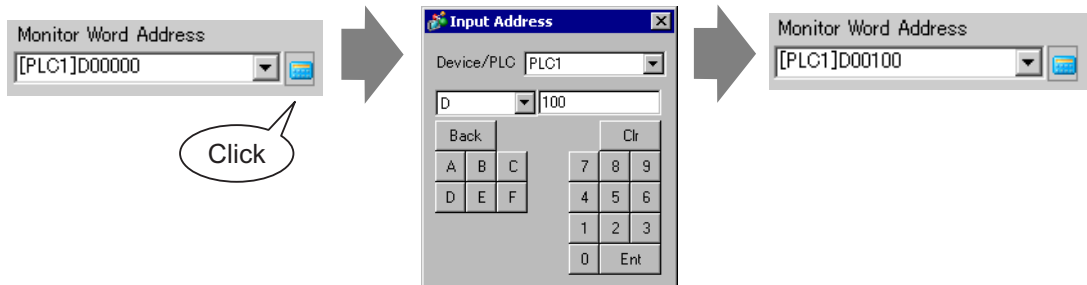 Monitor Word Address
[PLC1]D00000
Click
Input Address
Device/PLC PLC1
D 100
Back Clr
A B C 7 8 9
D E F 4 5 6
1 2 3
0 Ent
Monitor Word Address
[PLC1]D00100